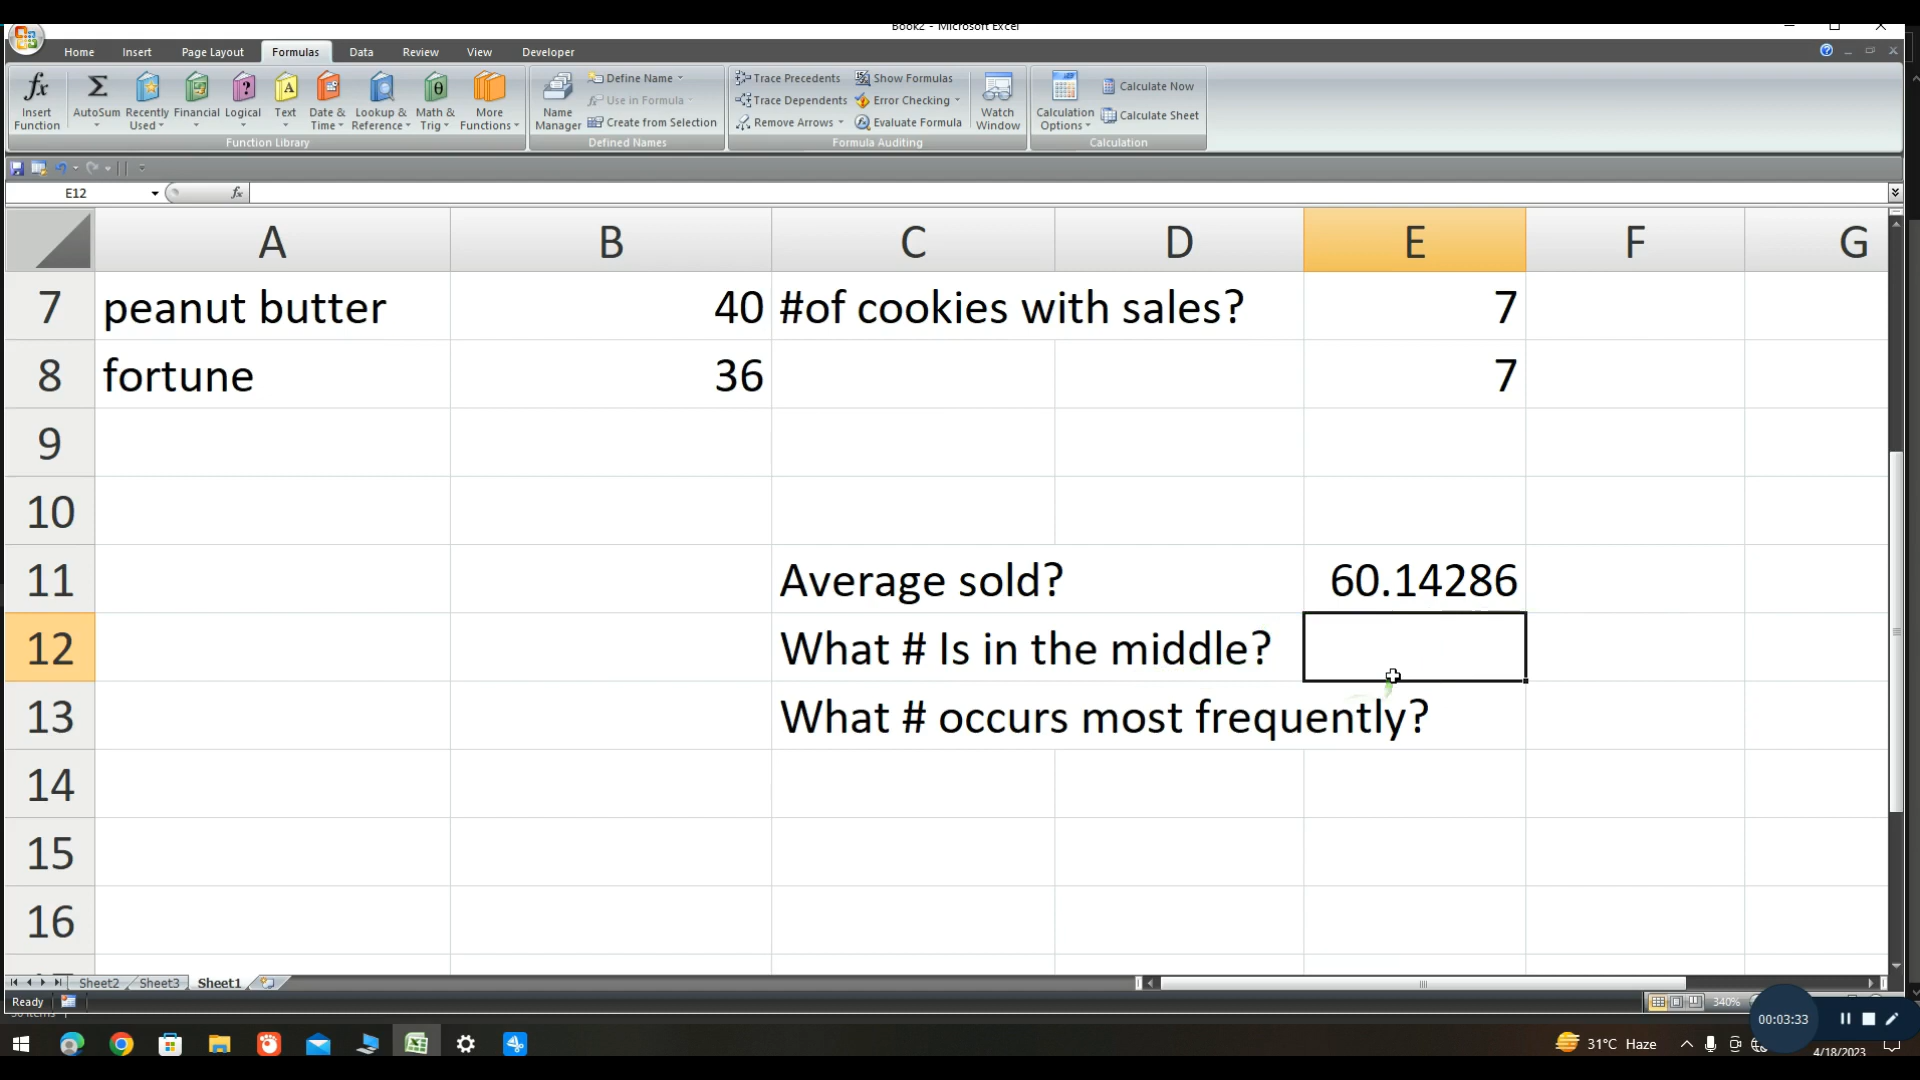 Book2 - Microsoft Excel
Home Insert Page Layout Formulas Data Review View Developer
fx Insert Function
Σ AutoSum
Recently Used
Financial
Logical
Text
Date & Time
Lookup & Reference
Math & Trig
More Functions
Function Library
Name Manager
Define Name
Use in Formula
Create from Selection
Defined Names
Trace Precedents
Trace Dependents
Remove Arrows
Show Formulas
Error Checking
Evaluate Formula
Watch Window
Formula Auditing
Calculation Options
Calculate Now
Calculate Sheet
Calculation
E12 fx
A B C D E F G
7 peanut butter 40 #of cookies with sales? 7
8 fortune 36 7
9
10
11 Average sold? 60.14286
12 What # Is in the middle?
13 What # occurs most frequently?
14
15
16
Sheet2 Sheet3 Sheet1
Ready 340%
00:03:33
31°C Haze
4/18/2023